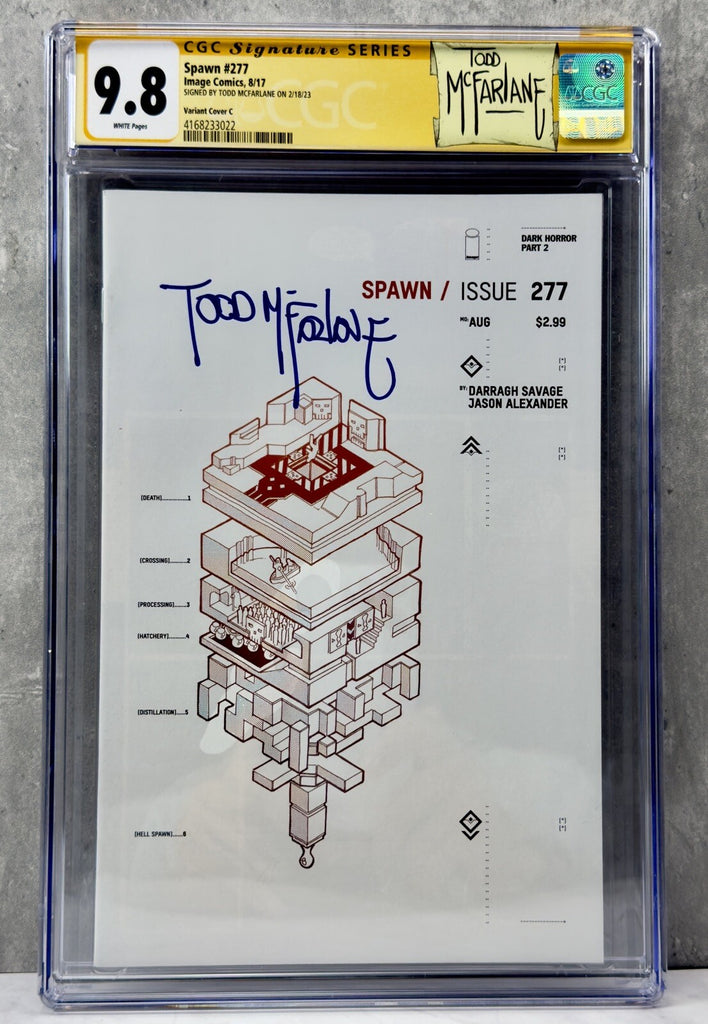 CGC Signature SERIES
9.8
WHITE Pages
Spawn #277
Image Comics, 8/17
SIGNED BY TODD MCFARLANE ON 2/18/23
Variant Cover C
4168233022
TODD
McFARLANE
CGC
DARK HORROR
PART 2
TODD McFARLANE
SPAWN / ISSUE 277
MO: AUG $2.99
BY: DARRAGH SAVAGE
JASON ALEXANDER
[DEATH]..............1
[CROSSING].........2
[PROCESSING].......3
[HATCHERY].........4
[DISTILLATION].....5
[HELL SPAWN]......6
8